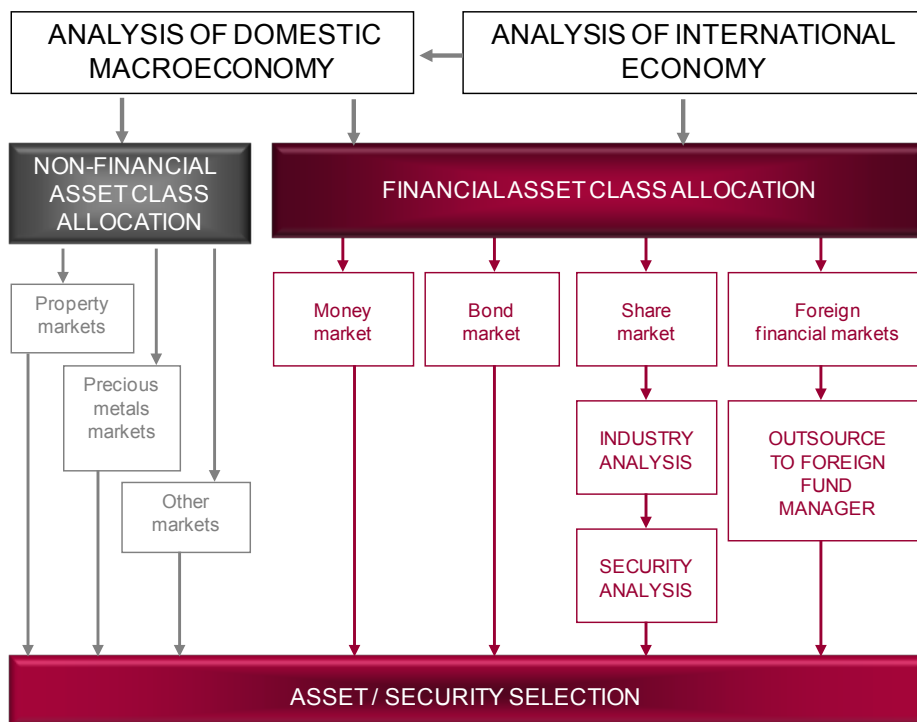 ANALYSIS OF DOMESTIC
MACROECONOMY
ANALYSIS OF INTERNATIONAL
ECONOMY
NON-FINANCIAL
ASSET CLASS
ALLOCATION
FINANCIAL ASSET CLASS ALLOCATION
Property
markets
Precious
metals
markets
Other
markets
Money
market
Bond
market
Share
market
Foreign
financial markets
INDUSTRY
ANALYSIS
OUTSOURCE
TO FOREIGN
FUND
MANAGER
SECURITY
ANALYSIS
ASSET / SECURITY SELECTION